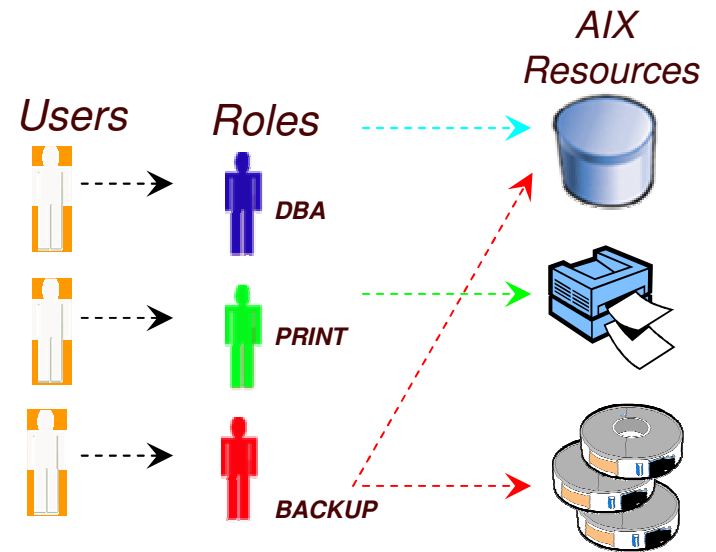 AIX
Resources
Users
Roles
DBA
PRINT
BACKUP